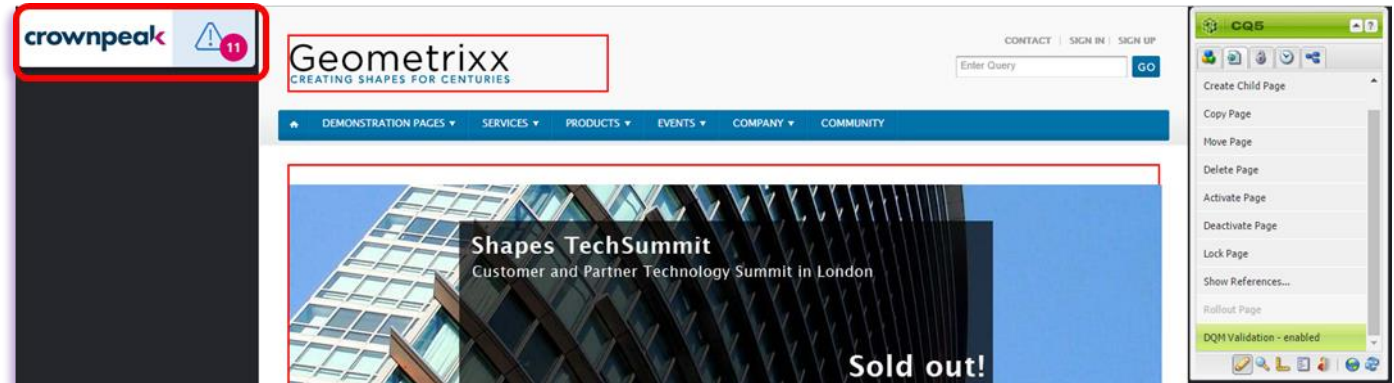 crownpeak
11
Geometrixx
CREATING SHAPES FOR CENTURIES
CONTACT | SIGN IN | SIGN UP
Enter Query
GO
DEMONSTRATION PAGES ▾ SERVICES ▾ PRODUCTS ▾ EVENTS ▾ COMPANY ▾ COMMUNITY
Shapes TechSummit
Customer and Partner Technology Summit in London
Sold out!
CQ5
?
Create Child Page
Copy Page
Move Page
Delete Page
Activate Page
Deactivate Page
Lock Page
Show References...
Rollout Page
DQM Validation - enabled